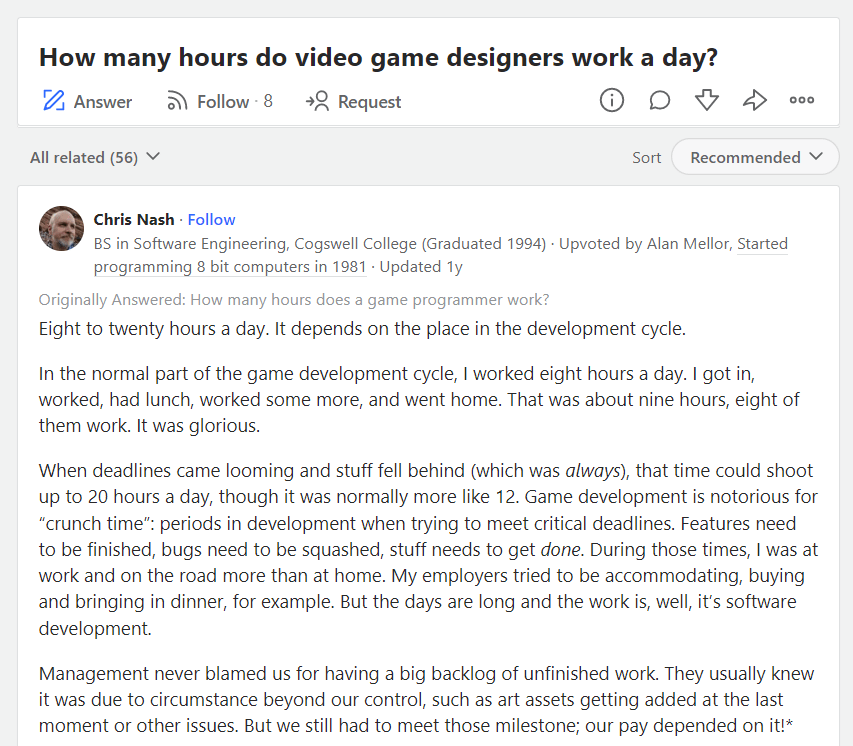 How many hours do video game designers work a day?
Answer Follow · 8 Request
All related (56) Sort Recommended
Chris Nash · Follow
BS in Software Engineering, Cogswell College (Graduated 1994) · Upvoted by Alan Mellor, Started
programming 8 bit computers in 1981 · Updated 1y
Originally Answered: How many hours does a game programmer work?
Eight to twenty hours a day. It depends on the place in the development cycle.
In the normal part of the game development cycle, I worked eight hours a day. I got in,
worked, had lunch, worked some more, and went home. That was about nine hours, eight of
them work. It was glorious.
When deadlines came looming and stuff fell behind (which was always), that time could shoot
up to 20 hours a day, though it was normally more like 12. Game development is notorious for
“crunch time”: periods in development when trying to meet critical deadlines. Features need
to be finished, bugs need to be squashed, stuff needs to get done. During those times, I was at
work and on the road more than at home. My employers tried to be accommodating, buying
and bringing in dinner, for example. But the days are long and the work is, well, it’s software
development.
Management never blamed us for having a big backlog of unfinished work. They usually knew
it was due to circumstance beyond our control, such as art assets getting added at the last
moment or other issues. But we still had to meet those milestone; our pay depended on it!*